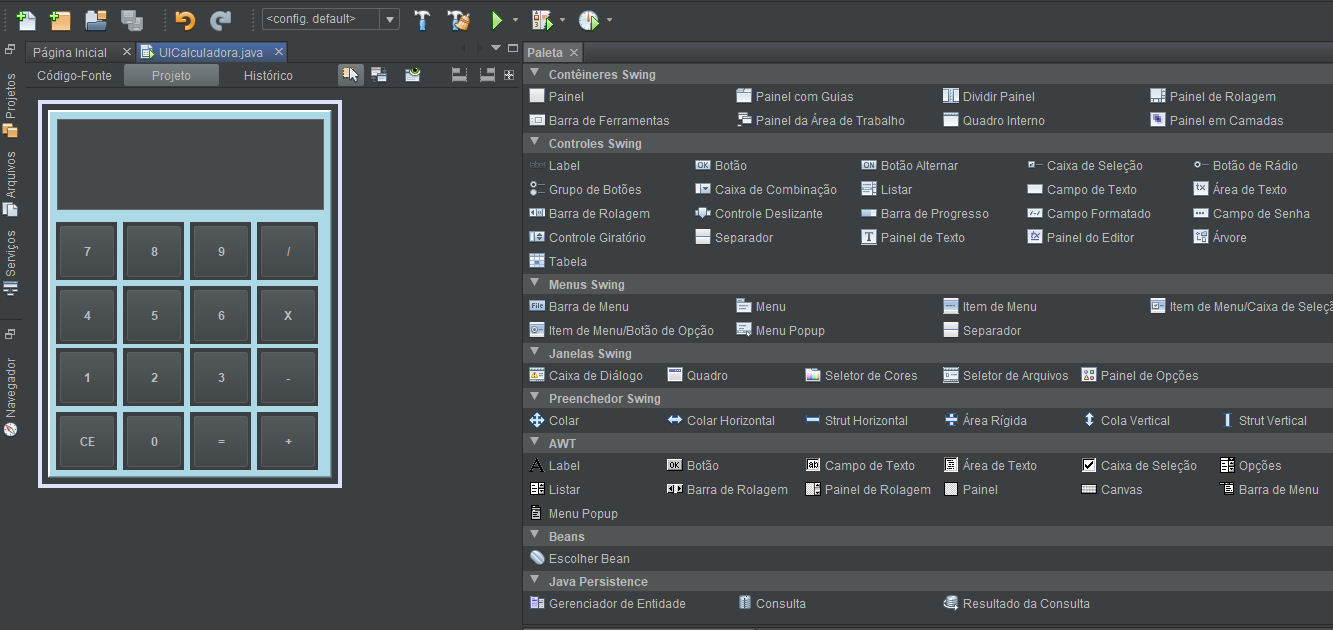 <config. default>
Página Inicial
UICalculadora.java
Código-Fonte Projeto Histórico
Projetos
Arquivos
Serviços
Navegador
7 8 9 /
4 5 6 X
1 2 3 -
CE 0 = +
Paleta
Contêineres Swing
Painel Painel com Guias Dividir Painel Painel de Rolagem
Barra de Ferramentas Painel da Área de Trabalho Quadro Interno Painel em Camadas
Controles Swing
Label Botão Botão Alternar Caixa de Seleção Botão de Rádio
Grupo de Botões Caixa de Combinação Listar Campo de Texto Área de Texto
Barra de Rolagem Controle Deslizante Barra de Progresso Campo Formatado Campo de Senha
Controle Giratório Separador Painel de Texto Painel do Editor Árvore
Tabela
Menus Swing
Barra de Menu Menu Item de Menu Item de Menu/Caixa de Seleç
Item de Menu/Botão de Opção Menu Popup Separador
Janelas Swing
Caixa de Diálogo Quadro Seletor de Cores Seletor de Arquivos Painel de Opções
Preenchedor Swing
Colar Colar Horizontal Strut Horizontal Área Rígida Cola Vertical Strut Vertical
AWT
Label Botão Campo de Texto Área de Texto Caixa de Seleção Opções
Listar Barra de Rolagem Painel de Rolagem Painel Canvas Barra de Menu
Menu Popup
Beans
Escolher Bean
Java Persistence
Gerenciador de Entidade Consulta Resultado da Consulta